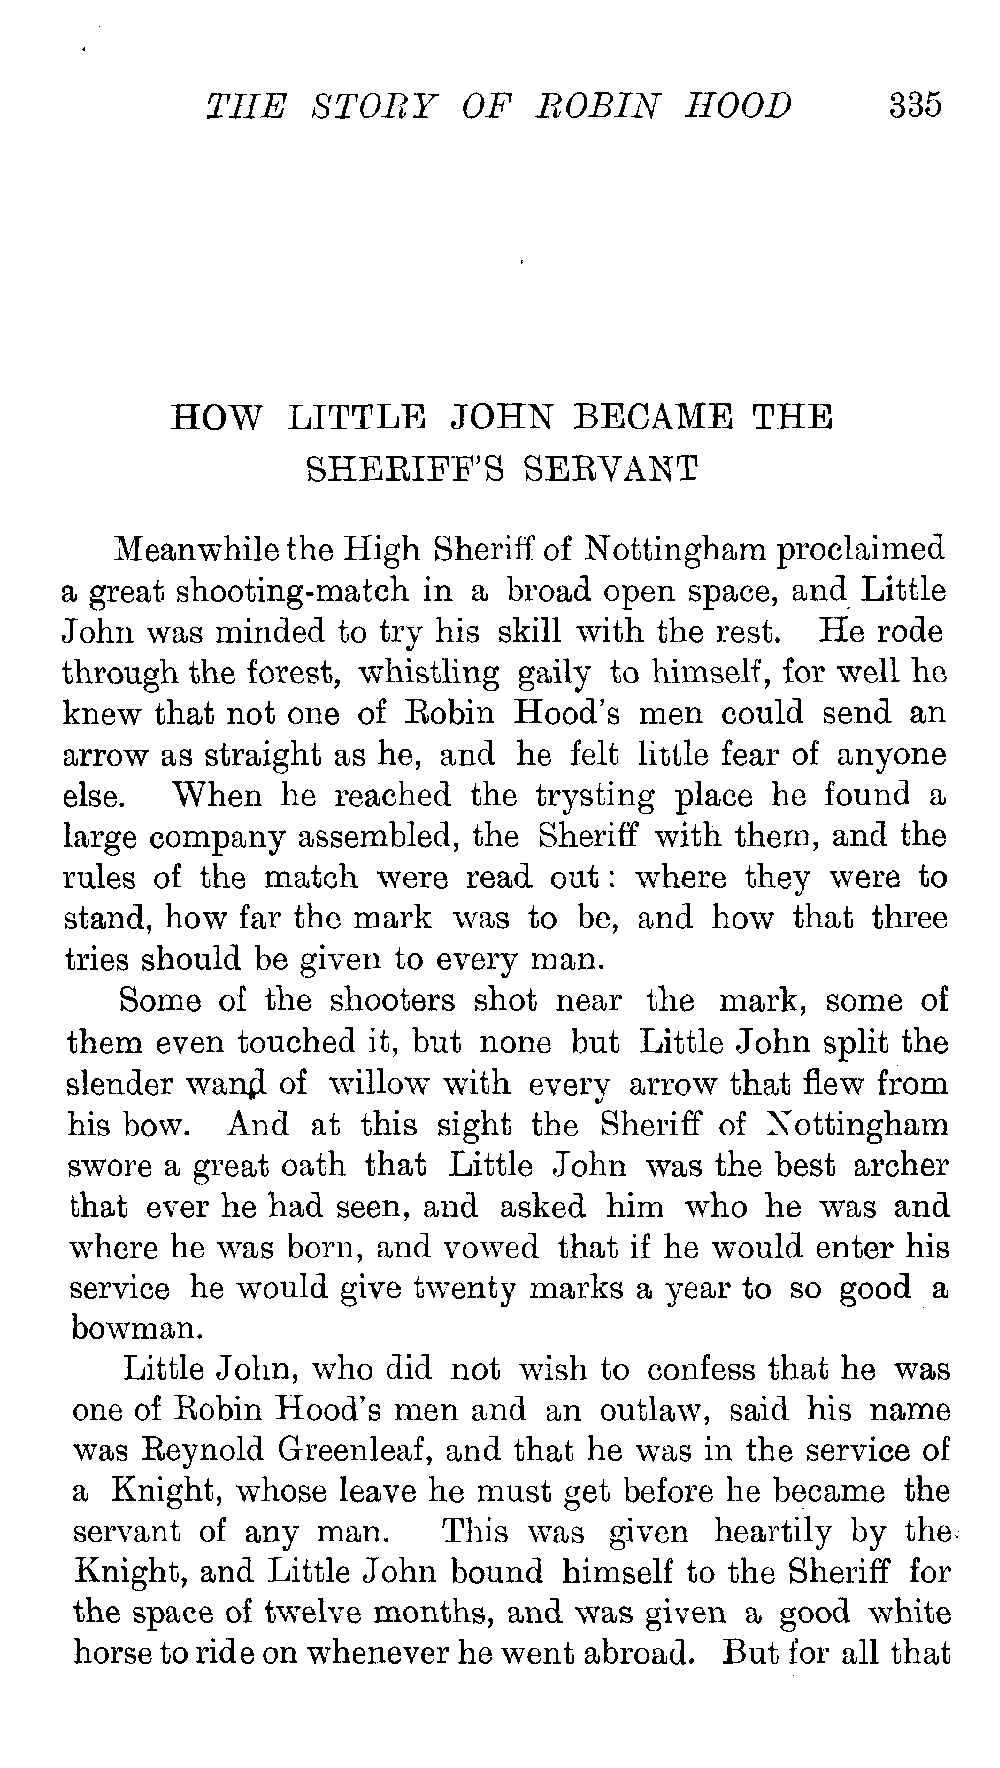 THE STORY OF ROBIN HOOD 335
HOW LITTLE JOHN BECAME THE
SHERIFF'S SERVANT
Meanwhile the High Sheriff of Nottingham proclaimed
a great shooting-match in a broad open space, and Little
John was minded to try his skill with the rest. He rode
through the forest, whistling gaily to himself, for well he
knew that not one of Robin Hood's men could send an
arrow as straight as he, and he felt little fear of anyone
else. When he reached the trysting place he found a
large company assembled, the Sheriff with them, and the
rules of the match were read out: where they were to
stand, how far the mark was to be, and how that three
tries should be given to every man.
Some of the shooters shot near the mark, some of
them even touched it, but none but Little John split the
slender wand of willow with every arrow that flew from
his bow. And at this sight the Sheriff of Nottingham
swore a great oath that Little John was the best archer
that ever he had seen, and asked him who he was and
where he was born, and vowed that if he would enter his
service he would give twenty marks a year to so good a
bowman.
Little John, who did not wish to confess that he was
one of Robin Hood's men and an outlaw, said his name
was Reynold Greenleaf, and that he was in the service of
a Knight, whose leave he must get before he became the
servant of any man. This was given heartily by the
Knight, and Little John bound himself to the Sheriff for
the space of twelve months, and was given a good white
horse to ride on whenever he went abroad. But for all that